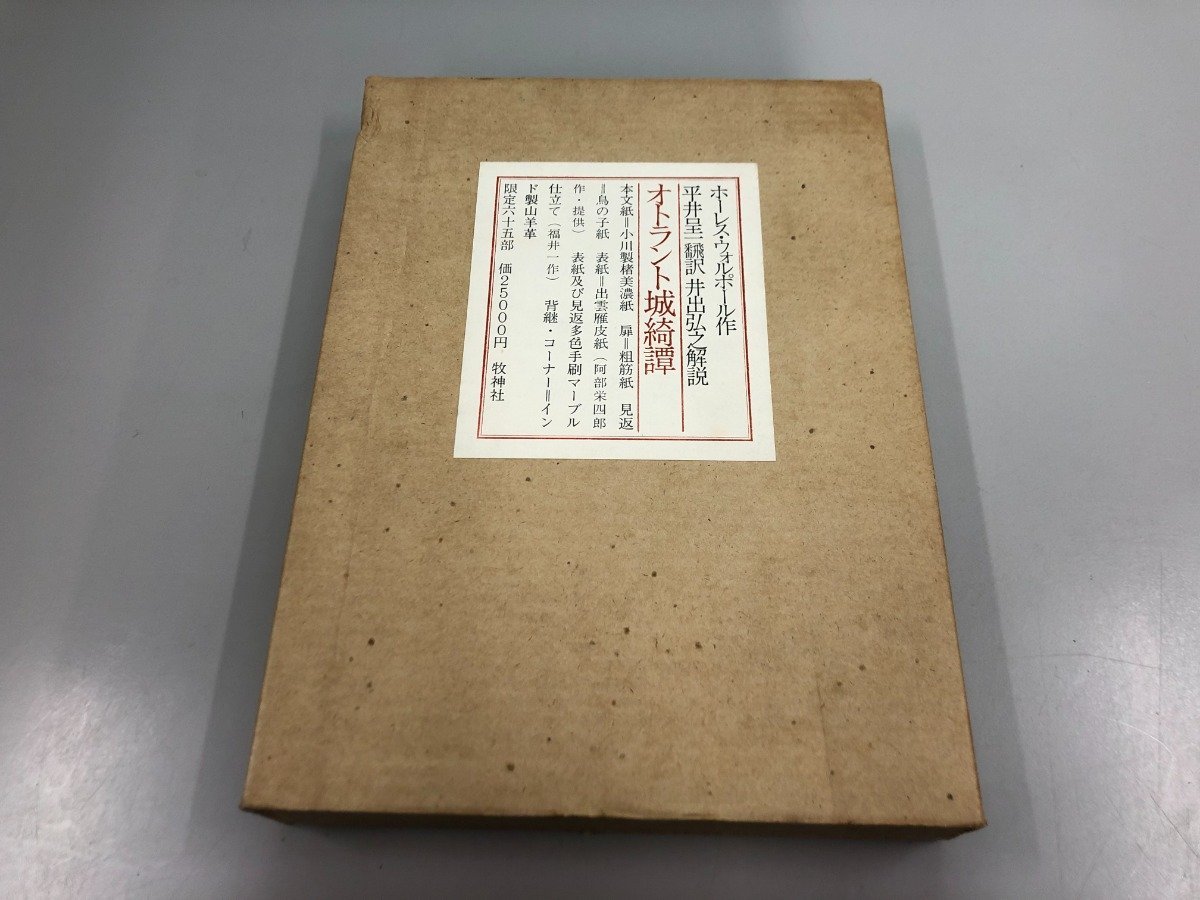 ホーレス・ウォルポール作
平井呈一飜訳 井出弘之解説
オトラント城綺譚
本文紙＝小川製楮美濃紙 扉＝粗筋紙 見返
＝鳥の子紙 表紙＝出雲雁皮紙（阿部栄四郎
作・提供） 表紙及び見返多色手刷マーブル
仕立て（福井一作） 背継・コーナー＝イン
ド製山羊革
限定六十五部 価25000円 牧神社